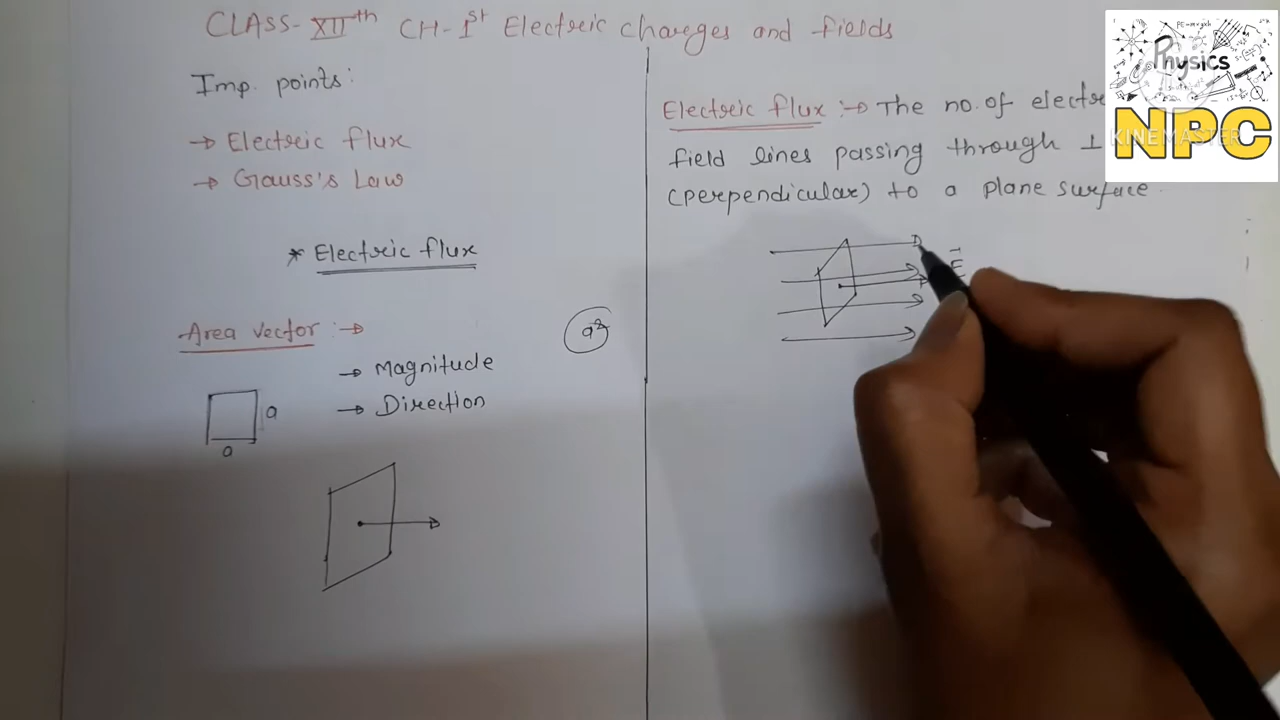 CLASS-XIIth CH-1st Electric charges and fields
Imp. points:
→ Electric flux
→ Gauss's Law
* Electric flux
Area vector :→
→ Magnitude
→ Direction
a²
a
a
Electric flux :→ The no. of
field lines passing through ⊥
(perpendicular) to a plane surface.
Physics
NPC
KINEMASTER